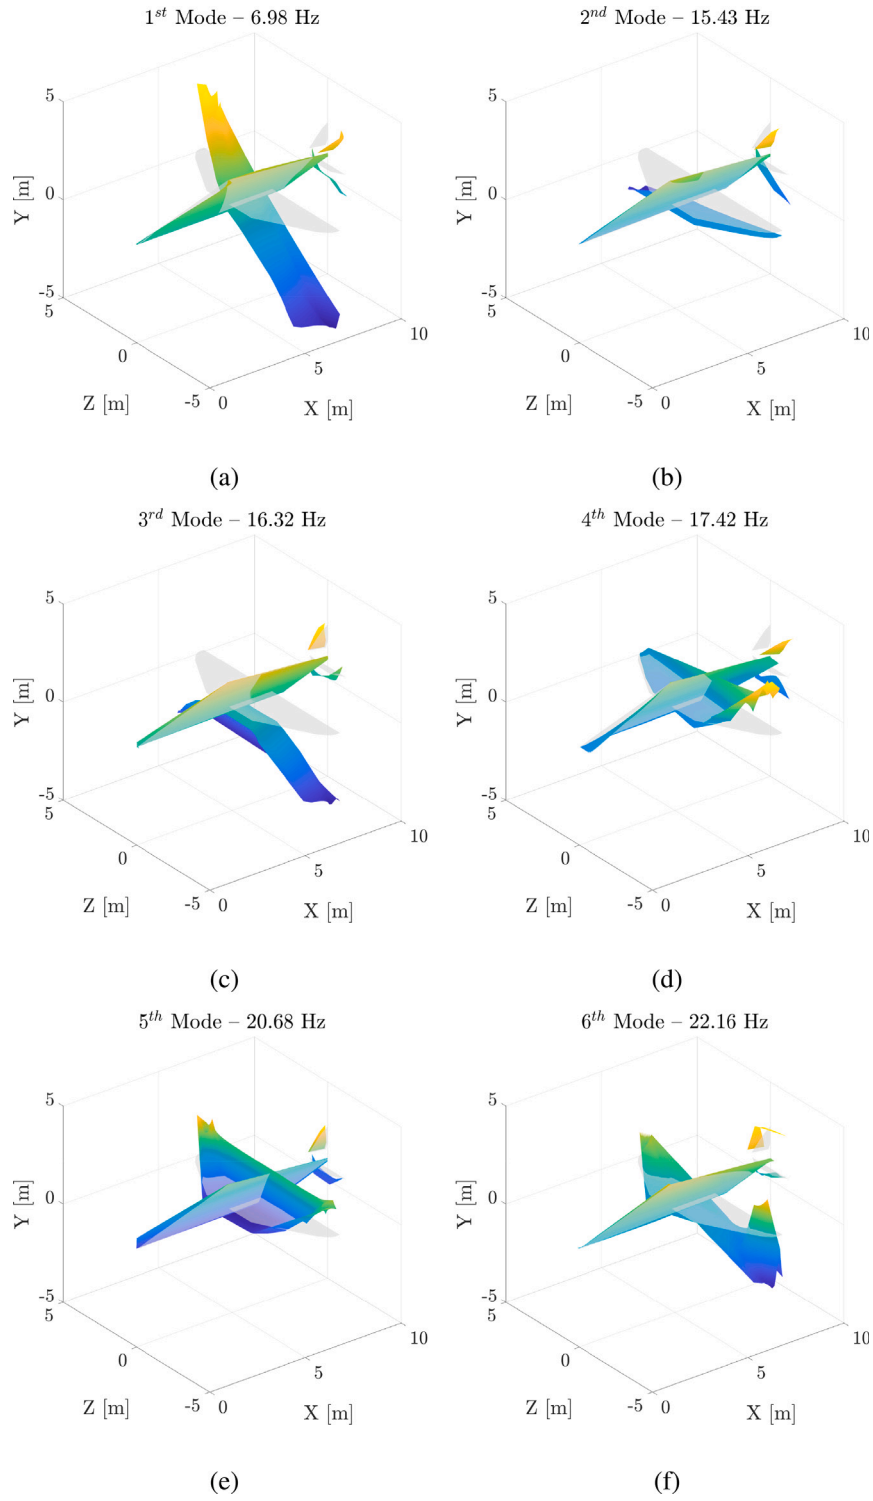 1st Mode – 6.98 Hz
2nd Mode – 15.43 Hz
5
0
-5
Y [m]
5
0
-5
Z [m]
0
5
10
X [m]
5
0
-5
Y [m]
5
0
-5
Z [m]
0
5
10
X [m]
(a)
(b)
3rd Mode – 16.32 Hz
4th Mode – 17.42 Hz
5
0
-5
Y [m]
5
0
-5
Z [m]
0
5
10
X [m]
5
0
-5
Y [m]
5
0
-5
Z [m]
0
5
10
X [m]
(c)
(d)
5th Mode – 20.68 Hz
6th Mode – 22.16 Hz
5
0
-5
Y [m]
5
0
-5
Z [m]
0
5
10
X [m]
5
0
-5
Y [m]
5
0
-5
Z [m]
0
5
10
X [m]
(e)
(f)